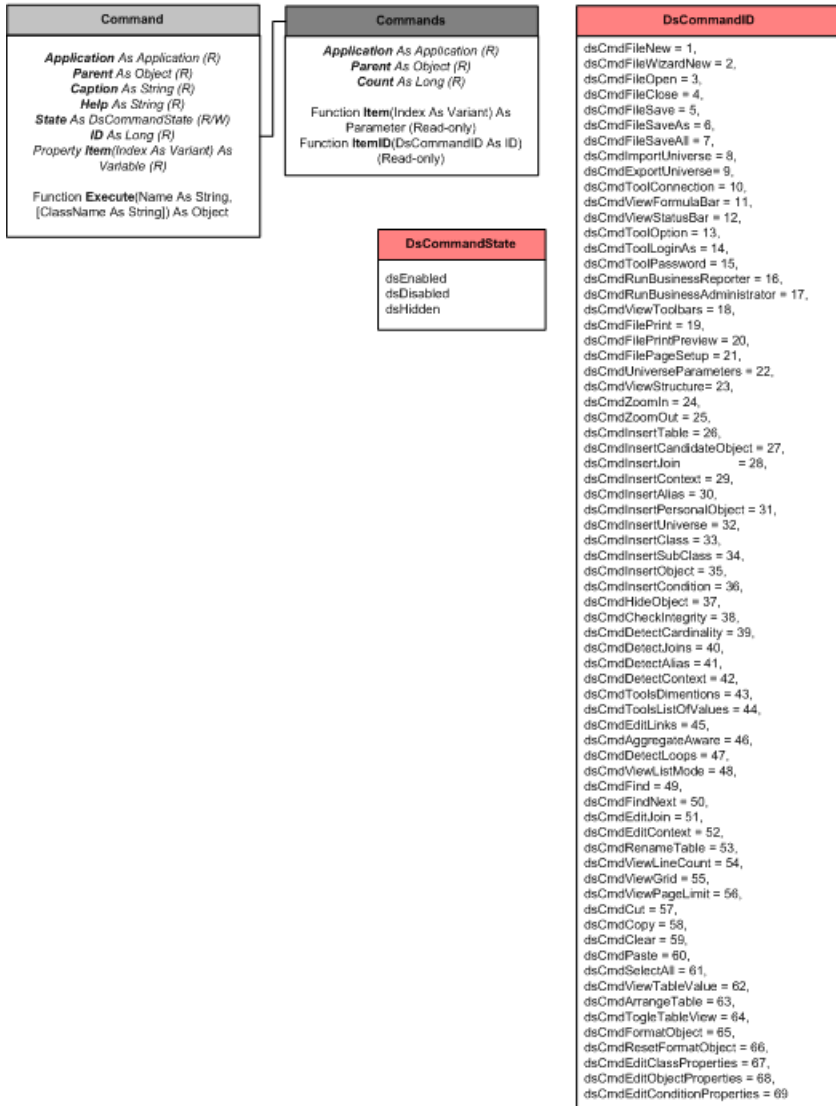 Command
Application As Application (R)
Parent As Object (R)
Caption As String (R)
Help As String (R)
State As DsCommandState (R/W)
ID As Long (R)
Property Item(Index As Variant) As
Variable (R)
Function Execute(Name As String,
[ClassName As String]) As Object
Commands
Application As Application (R)
Parent As Object (R)
Count As Long (R)
Function Item(Index As Variant) As
Parameter (Read-only)
Function ItemID(DsCommandID As ID)
(Read-only)
DsCommandState
dsEnabled
dsDisabled
dsHidden
DsCommandID
dsCmdFileNew = 1,
dsCmdFileWizardNew = 2,
dsCmdFileOpen = 3,
dsCmdFileClose = 4,
dsCmdFileSave = 5,
dsCmdFileSaveAs = 6,
dsCmdFileSaveAll = 7,
dsCmdImportUniverse = 8,
dsCmdExportUniverse= 9,
dsCmdToolConnection = 10,
dsCmdViewFormulaBar = 11,
dsCmdViewStatusBar = 12,
dsCmdToolOption = 13,
dsCmdToolLoginAs = 14,
dsCmdToolPassword = 15,
dsCmdRunBusinessReporter = 16,
dsCmdRunBusinessAdministrator = 17,
dsCmdViewToolbars = 18,
dsCmdFilePrint = 19,
dsCmdFilePrintPreview = 20,
dsCmdFilePageSetup = 21,
dsCmdUniverseParameters = 22,
dsCmdViewStructure= 23,
dsCmdZoomIn = 24,
dsCmdZoomOut = 25,
dsCmdInsertTable = 26,
dsCmdInsertCandidateObject = 27,
dsCmdInsertJoin = 28,
dsCmdInsertContext = 29,
dsCmdInsertAlias = 30,
dsCmdInsertPersonalObject = 31,
dsCmdInsertUniverse = 32,
dsCmdInsertClass = 33,
dsCmdInsertSubClass = 34,
dsCmdInsertObject = 35,
dsCmdInsertCondition = 36,
dsCmdHideObject = 37,
dsCmdCheckIntegrity = 38,
dsCmdDetectCardinality = 39,
dsCmdDetectJoins = 40,
dsCmdDetectAlias = 41,
dsCmdDetectContext = 42,
dsCmdToolsDimentions = 43,
dsCmdToolsListOfValues = 44,
dsCmdEditLinks = 45,
dsCmdAggregateAware = 46,
dsCmdDetectLoops = 47,
dsCmdViewListMode = 48,
dsCmdFind = 49,
dsCmdFindNext = 50,
dsCmdEditJoin = 51,
dsCmdEditContext = 52,
dsCmdRenameTable = 53,
dsCmdViewLineCount = 54,
dsCmdViewGrid = 55,
dsCmdViewPageLimit = 56,
dsCmdCut = 57,
dsCmdCopy = 58,
dsCmdClear = 59,
dsCmdPaste = 60,
dsCmdSelectAll = 61,
dsCmdViewTableValue = 62,
dsCmdArrangeTable = 63,
dsCmdTogleTableView = 64,
dsCmdFormatObject = 65,
dsCmdResetFormatObject = 66,
dsCmdEditClassProperties = 67,
dsCmdEditObjectProperties = 68,
dsCmdEditConditionProperties = 69